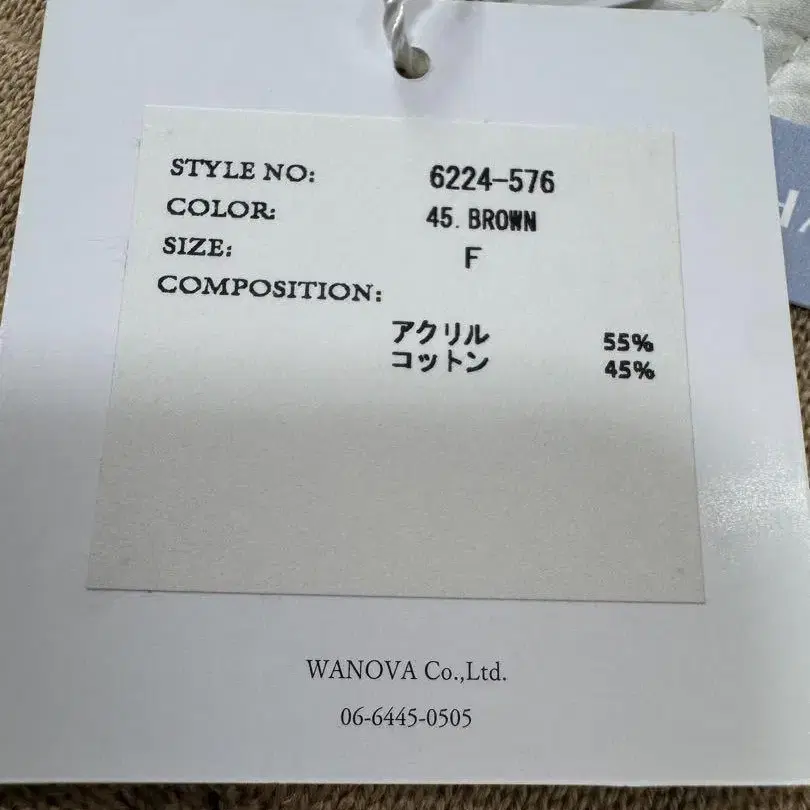 STYLE NO: 6224-576
COLOR: 45. BROWN
SIZE: F
COMPOSITION:
アクリル 55%
コットン 45%
WANOVA Co.,Ltd.
06-6445-0505